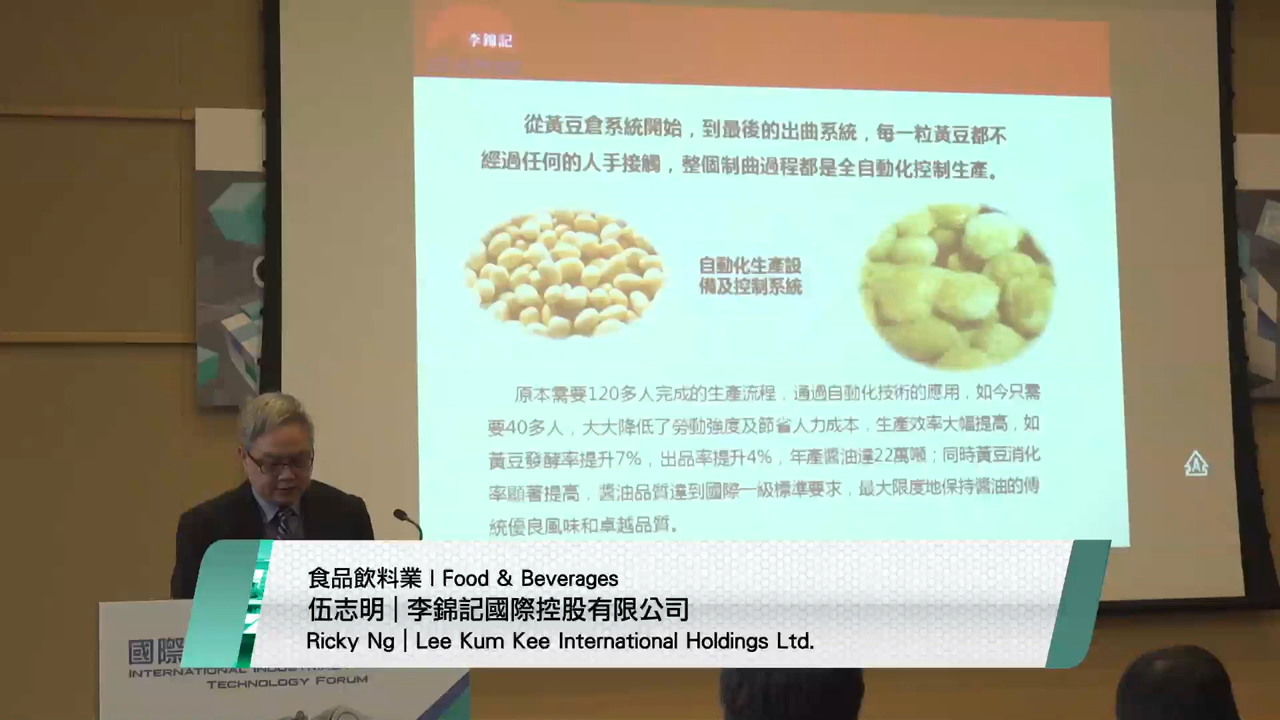 李錦記
從黃豆倉系統開始，到最後的出曲系統，每一粒黃豆都不
經過任何的人手接觸，整個制曲過程都是全自動化控制生產。
自動化生產設
備及控制系統
原本需要120多人完成的生產流程，通過自動化技術的應用，如今只需
要40多人，大大降低了勞動強度及節省人力成本，生產效率大幅提高，如
黃豆發酵率提升7%，出品率提升4%，年產醬油達22萬噸；同時黃豆消化
率顯著提高，醬油品質達到國際一級標準要求，最大限度地保持醬油的傳
統優良風味和卓越品質。
食品飲料業 | Food & Beverages
伍志明 | 李錦記國際控股有限公司
Ricky Ng | Lee Kum Kee International Holdings Ltd.
國際
INTERNATIONAL
TECHNOLOGY FORUM